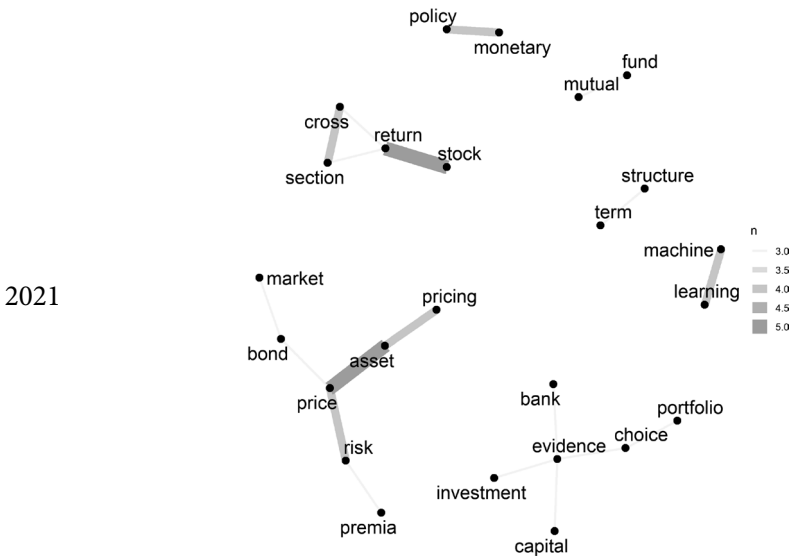 policy
monetary
fund
mutual
cross
return
stock
section
structure
term
n
machine
3.0
3.5
learning
4.0
4.5
5.0
2021
market
pricing
bond
asset
price
bank
portfolio
choice
risk
evidence
investment
premia
capital